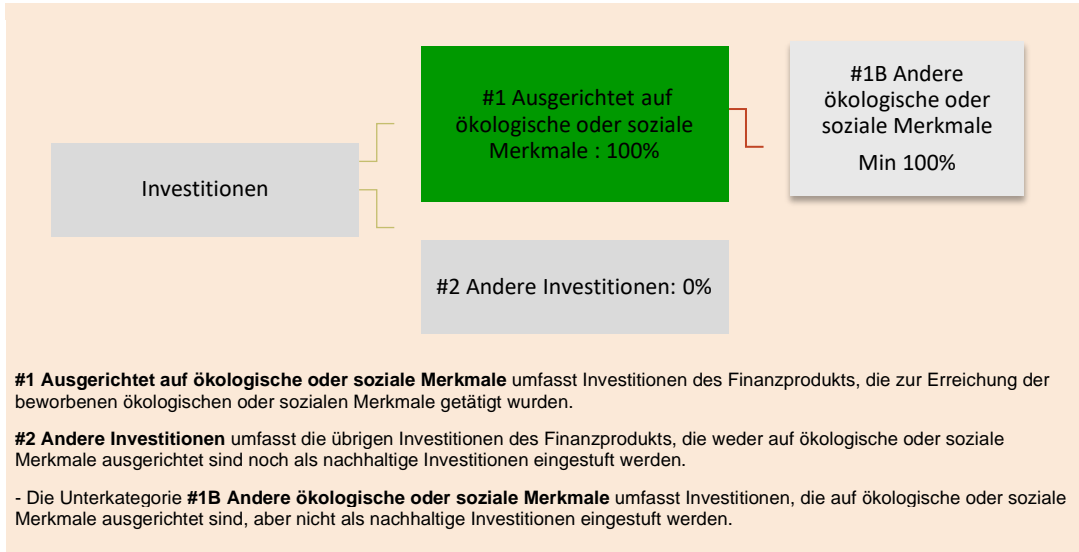 #1 Ausgerichtet auf
ökologische oder soziale
Merkmale : 100%
#1B Andere
ökologische oder
soziale Merkmale
Min 100%
Investitionen
#2 Andere Investitionen: 0%
#1 Ausgerichtet auf ökologische oder soziale Merkmale umfasst Investitionen des Finanzprodukts, die zur Erreichung der
beworbenen ökologischen oder sozialen Merkmale getätigt wurden.
#2 Andere Investitionen umfasst die übrigen Investitionen des Finanzprodukts, die weder auf ökologische oder soziale
Merkmale ausgerichtet sind noch als nachhaltige Investitionen eingestuft werden.
- Die Unterkategorie #1B Andere ökologische oder soziale Merkmale umfasst Investitionen, die auf ökologische oder soziale
Merkmale ausgerichtet sind, aber nicht als nachhaltige Investitionen eingestuft werden.